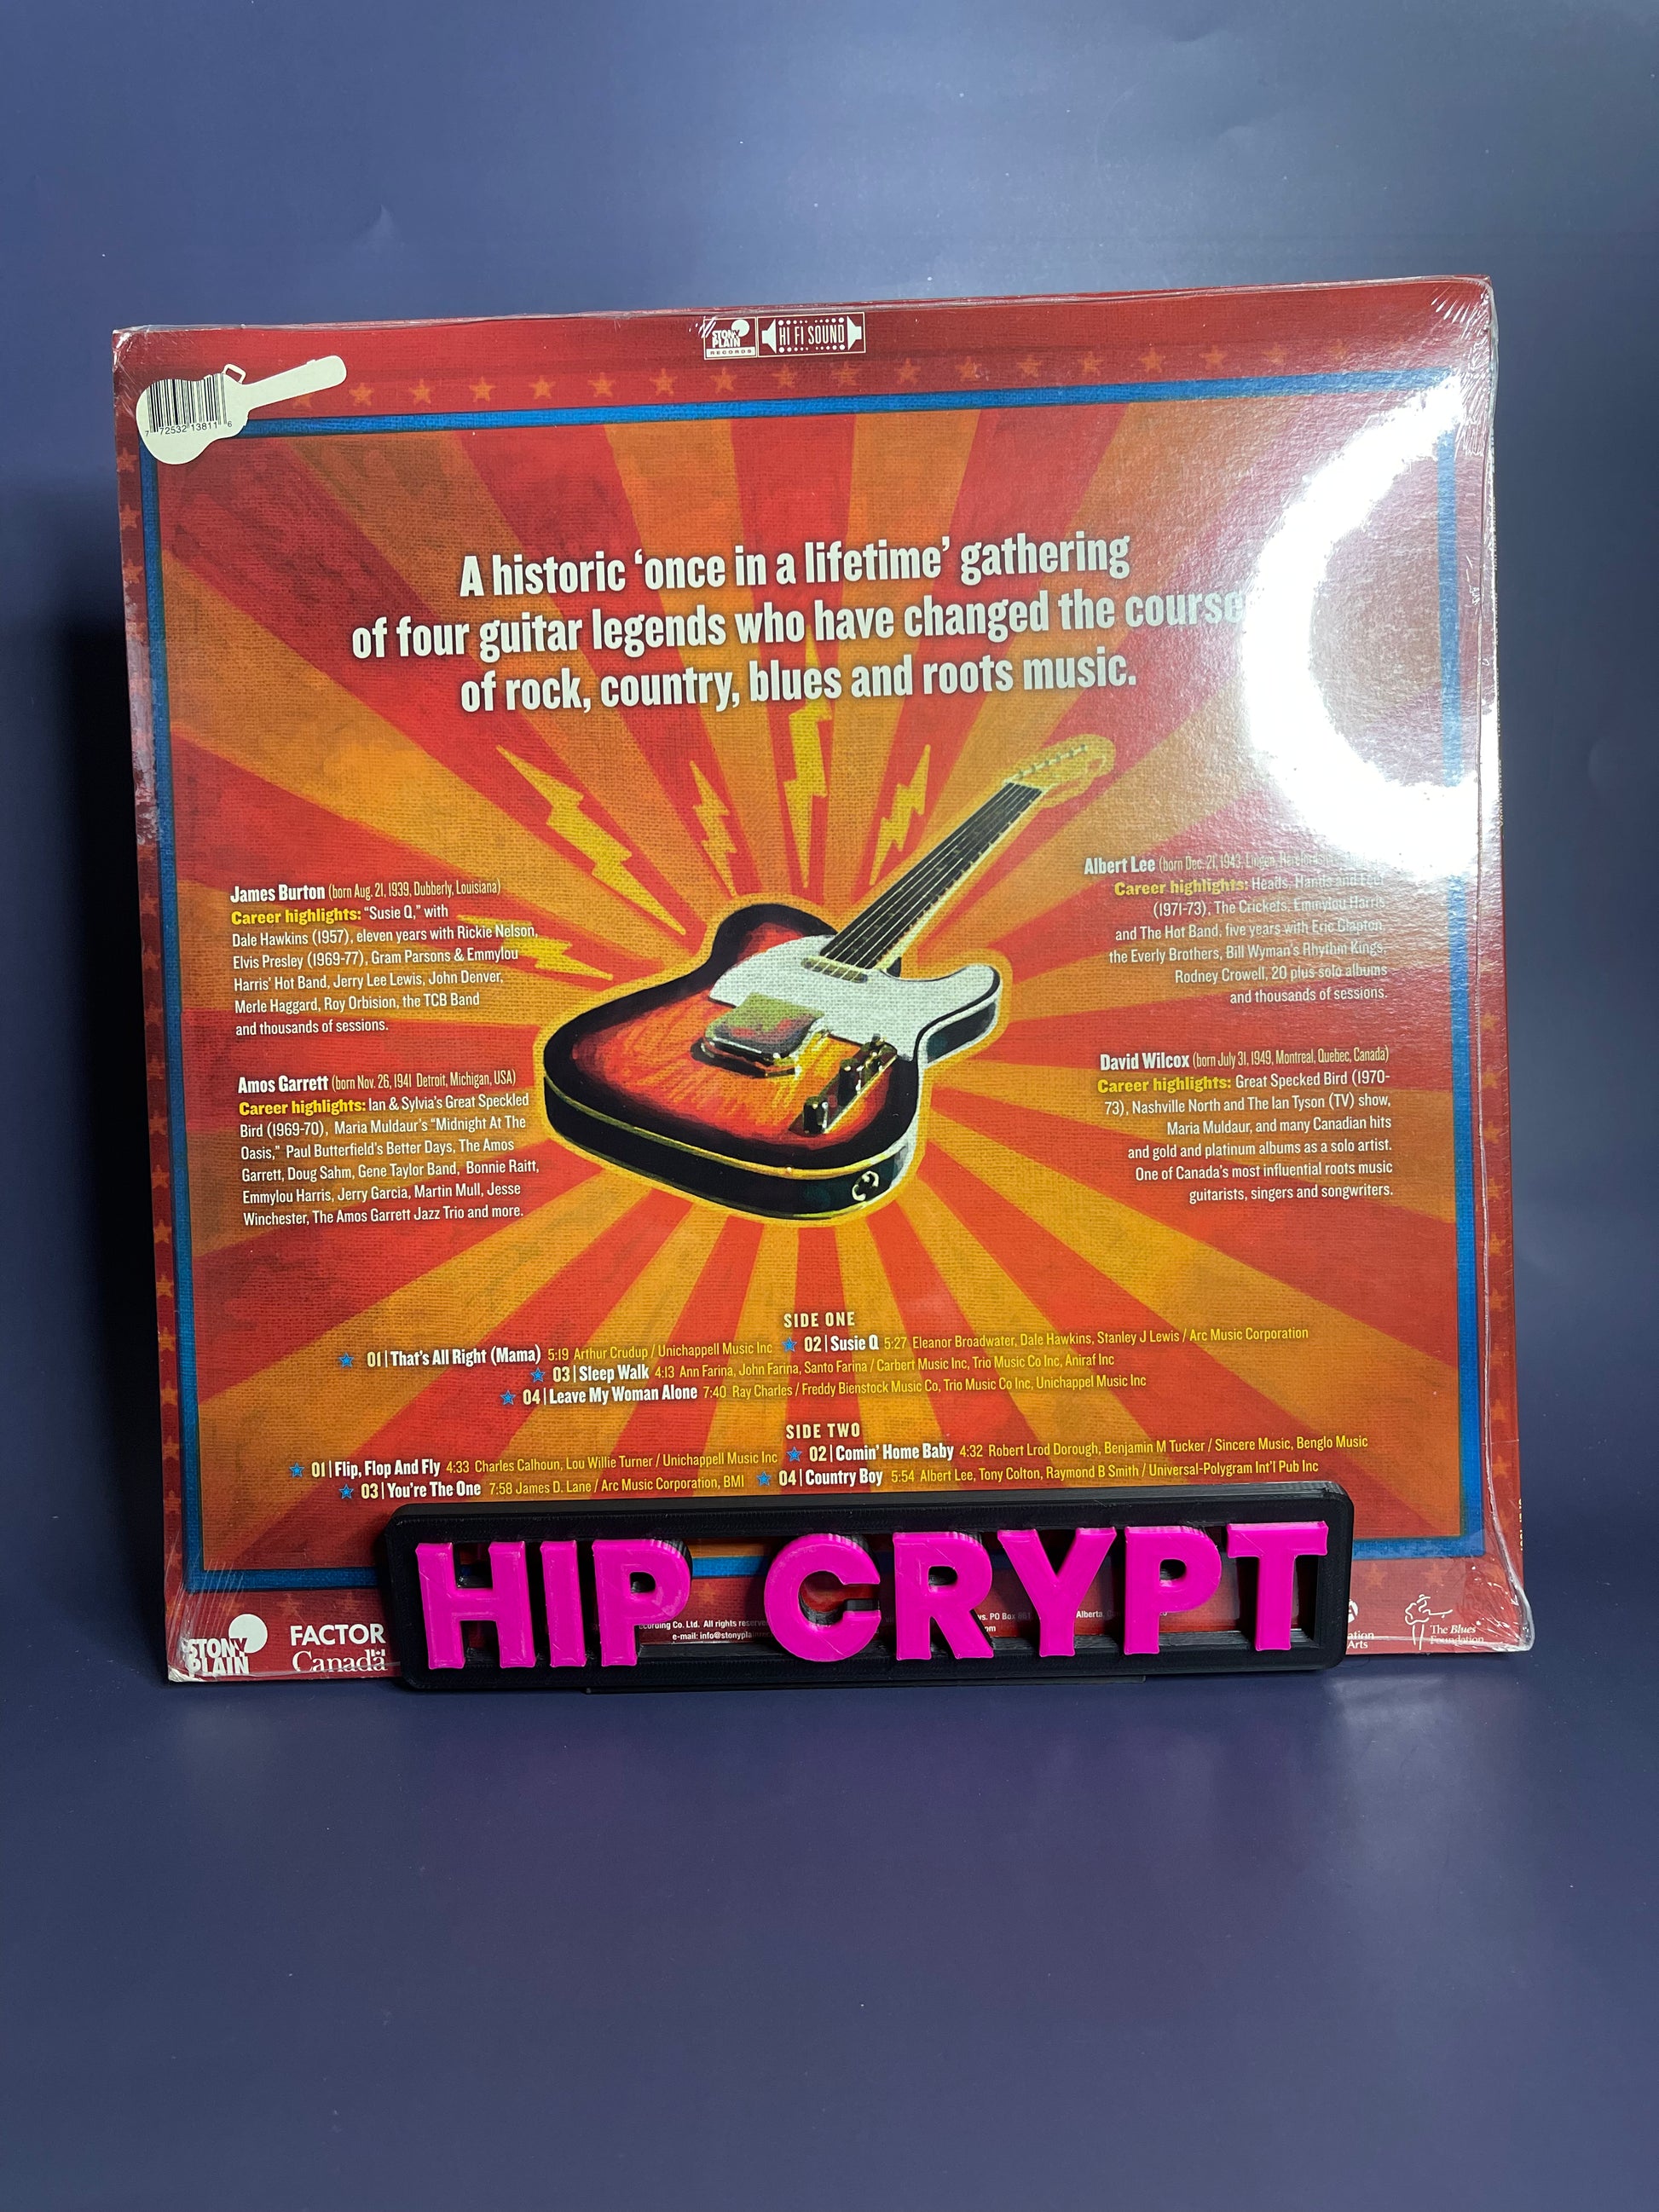 STONY
PLAIN
RECORDS
HI FI SOUND
7 72532 13811 6
A historic ‘once in a lifetime’ gathering
of four guitar legends who have changed the course
of rock, country, blues and roots music.
James Burton (born Aug. 21, 1939, Dubberly, Louisiana)
Career highlights: “Susie Q,” with
Dale Hawkins (1957), eleven years with Rickie Nelson,
Elvis Presley (1969-77), Gram Parsons & Emmylou
Harris’ Hot Band, Jerry Lee Lewis, John Denver,
Merle Haggard, Roy Orbision, the TCB Band
and thousands of sessions.
Amos Garrett (born Nov. 26, 1941 Detroit, Michigan, USA)
Career highlights: Ian & Sylvia’s Great Speckled
Bird (1969-70), Maria Muldaur’s “Midnight At The
Oasis,” Paul Butterfield’s Better Days, The Amos
Garrett, Doug Sahm, Gene Taylor Band, Bonnie Raitt,
Emmylou Harris, Jerry Garcia, Martin Mull, Jesse
Winchester, The Amos Garrett Jazz Trio and more.
Albert Lee (born Dec. 21, 1943,
Career highlights: Heads, Hands and Feet
(1971-73), The Crickets, Emmylou Harris
and The Hot Band, five years with Eric Clapton,
the Everly Brothers, Bill Wyman’s Rhythm Kings,
Rodney Crowell, 20 plus solo albums
and thousands of sessions.
David Wilcox (born July 31, 1949, Montreal, Quebec, Canada)
Career highlights: Great Specked Bird (1970-
73), Nashville North and The Ian Tyson (TV) show,
Maria Muldaur, and many Canadian hits
and gold and platinum albums as a solo artist.
One of Canada’s most influential roots music
guitarists, singers and songwriters.
SIDE ONE
01 | That’s All Right (Mama) 5:19 Arthur Crudup / Unichappell Music Inc 02 | Susie Q 5:27 Eleanor Broadwater, Dale Hawkins, Stanley J Lewis / Arc Music Corporation
03 | Sleep Walk 4:13 Ann Farina, John Farina, Santo Farina / Carbert Music Inc, Trio Music Co Inc, Aniraf Inc
04 | Leave My Woman Alone 7:40 Ray Charles / Freddy Bienstock Music Co, Trio Music Co Inc, Unichappel Music Inc
SIDE TWO
01 | Flip, Flop And Fly 4:33 Charles Calhoun, Lou Willie Turner / Unichappell Music Inc 02 | Comin’ Home Baby 4:32 Robert Lrod Dorough, Benjamin M Tucker / Sincere Music, Benglo Music
03 | You’re The One 7:58 James D. Lane / Arc Music Corporation, BMI 04 | Country Boy 5:54 Albert Lee, Tony Colton, Raymond B Smith / Universal-Polygram Int’l Pub Inc
HIP CRYPT
STONY
PLAIN
FACTOR
Canada
Co. Ltd. All rights
PO Box
Alberta,
e-mail:
Arts
The Blues
Foundation